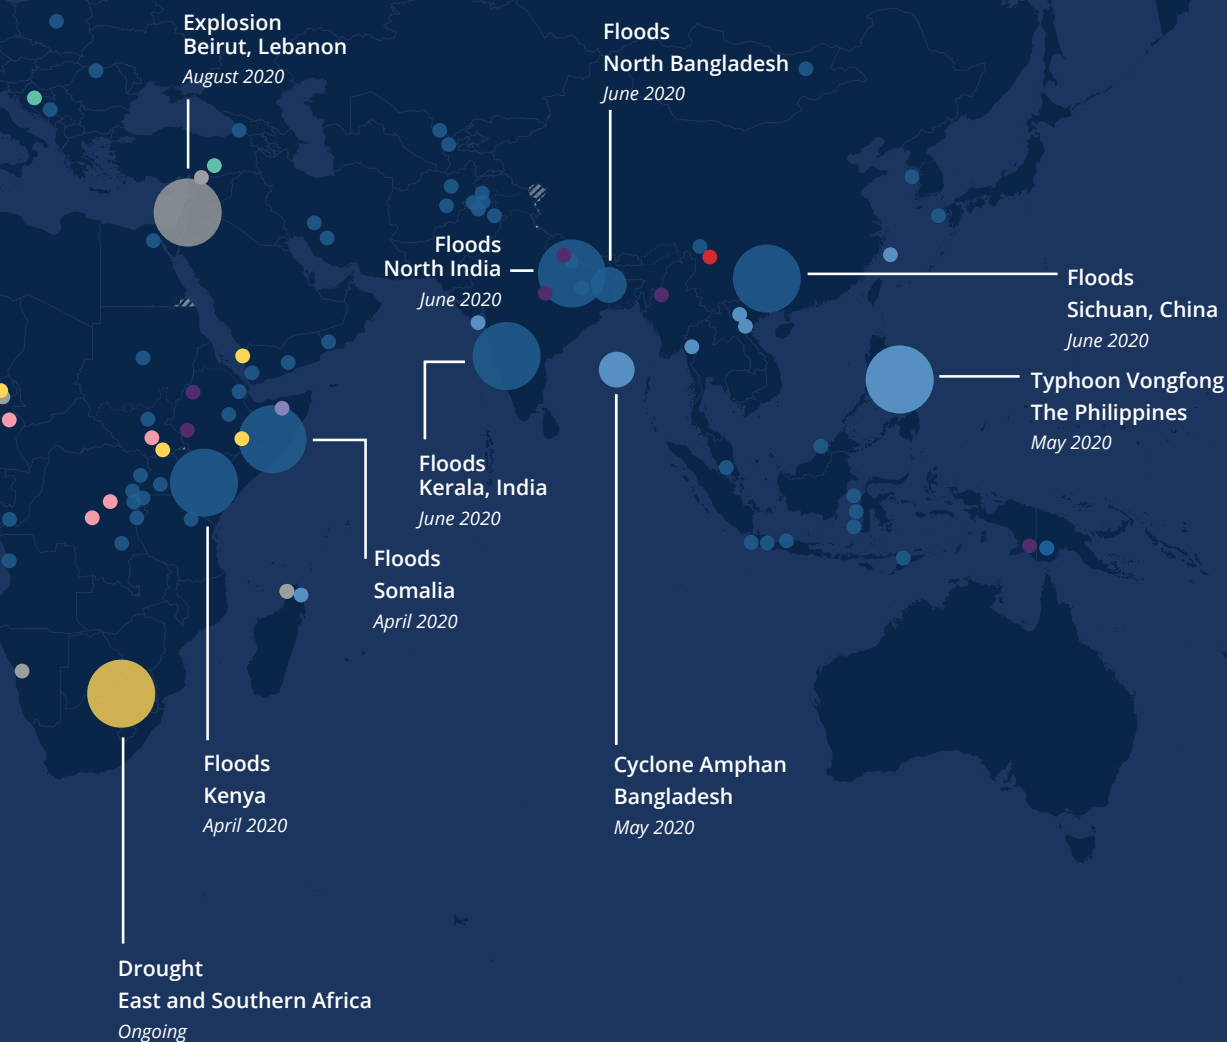 Explosion
Beirut, Lebanon
August 2020
Floods
North Bangladesh
June 2020
Floods
North India
June 2020
Floods
Sichuan, China
June 2020
Typhoon Vongfong
The Philippines
May 2020
Floods
Kerala, India
June 2020
Floods
Somalia
April 2020
Floods
Kenya
April 2020
Cyclone Amphan
Bangladesh
May 2020
Drought
East and Southern Africa
Ongoing